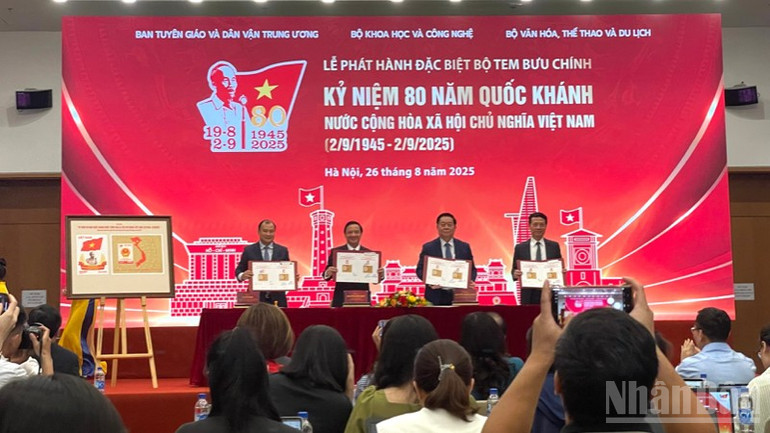 BAN TUYÊN GIÁO VÀ DÂN VẬN TRUNG ƯƠNG
BỘ KHOA HỌC VÀ CÔNG NGHỆ
BỘ VĂN HÓA, THỂ THAO VÀ DU LỊCH
LỄ PHÁT HÀNH ĐẶC BIỆT BỘ TEM BƯU CHÍNH
KỶ NIỆM 80 NĂM QUỐC KHÁNH
NƯỚC CỘNG HÒA XÃ HỘI CHỦ NGHĨA VIỆT NAM
(2/9/1945 - 2/9/2025)
Hà Nội, 26 tháng 8 năm 2025
80
19-8
2-9
1945
2025
Nhân